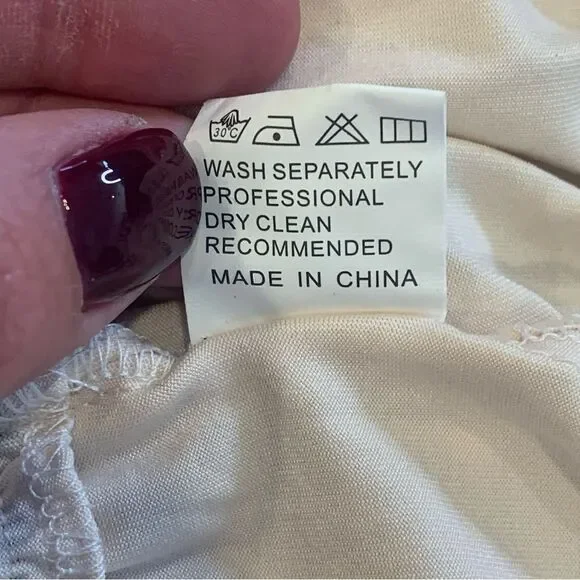 30°C
WASH SEPARATELY
PROFESSIONAL
DRY CLEAN
RECOMMENDED
MADE IN CHINA